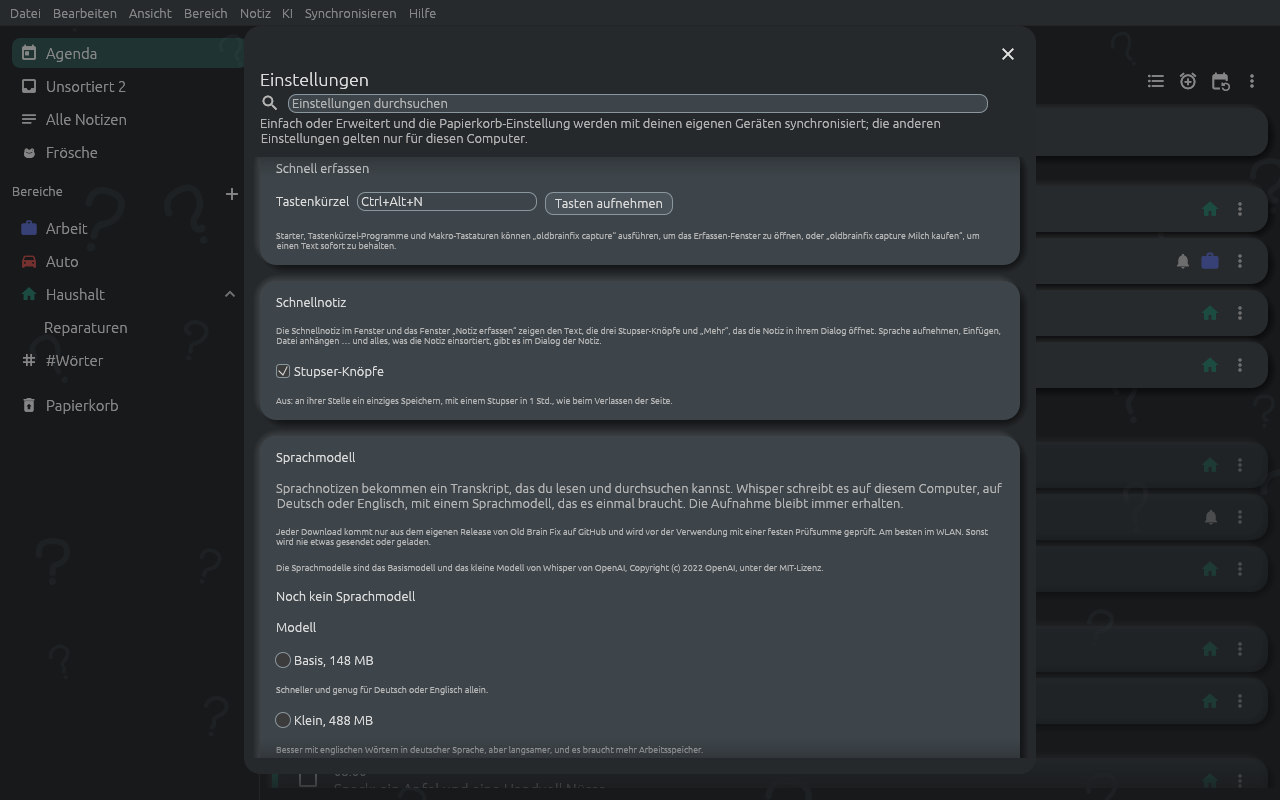 Datei Bearbeiten Ansicht Bereich Notiz KI Synchronisieren Hilfe
Agenda
Unsortiert 2
Alle Notizen
Frösche
Bereiche
Arbeit
Auto
Haushalt
Reparaturen
#Wörter
Papierkorb
Einstellungen
Einstellungen durchsuchen
Einfach oder Erweitert und die Papierkorb-Einstellung werden mit deinen eigenen Geräten synchronisiert; die anderen
Einstellungen gelten nur für diesen Computer.
Schnell erfassen
Tastenkürzel Ctrl+Alt+N Tasten aufnehmen
Starter, Tastenkürzel-Programme und Makro-Tastaturen können „oldbrainfix capture“ ausführen, um das Erfassen-Fenster zu öffnen, oder „oldbrainfix capture Milch kaufen“, um
einen Text sofort zu behalten.
Schnellnotiz
Die Schnellnotiz im Fenster und das Fenster „Notiz erfassen“ zeigen den Text, die drei Stupser-Knöpfe und „Mehr“, das die Notiz in ihrem Dialog öffnet. Sprache aufnehmen, Einfügen,
Datei anhängen … und alles, was die Notiz einsortiert, gibt es im Dialog der Notiz.
Stupser-Knöpfe
Aus: an ihrer Stelle ein einziges Speichern, mit einem Stupser in 1 Std., wie beim Verlassen der Seite.
Sprachmodell
Sprachnotizen bekommen ein Transkript, das du lesen und durchsuchen kannst. Whisper schreibt es auf diesem Computer, auf
Deutsch oder Englisch, mit einem Sprachmodell, das es einmal braucht. Die Aufnahme bleibt immer erhalten.
Jeder Download kommt nur aus dem eigenen Release von Old Brain Fix auf GitHub und wird vor der Verwendung mit einer festen Prüfsumme geprüft. Am besten im WLAN. Sonst
wird nie etwas gesendet oder geladen.
Die Sprachmodelle sind das Basismodell und das kleine Modell von Whisper von OpenAI, Copyright (c) 2022 OpenAI, unter der MIT-Lizenz.
Noch kein Sprachmodell
Modell
Basis, 148 MB
Schneller und genug für Deutsch oder Englisch allein.
Klein, 488 MB
Besser mit englischen Wörtern in deutscher Sprache, aber langsamer, und es braucht mehr Arbeitsspeicher.